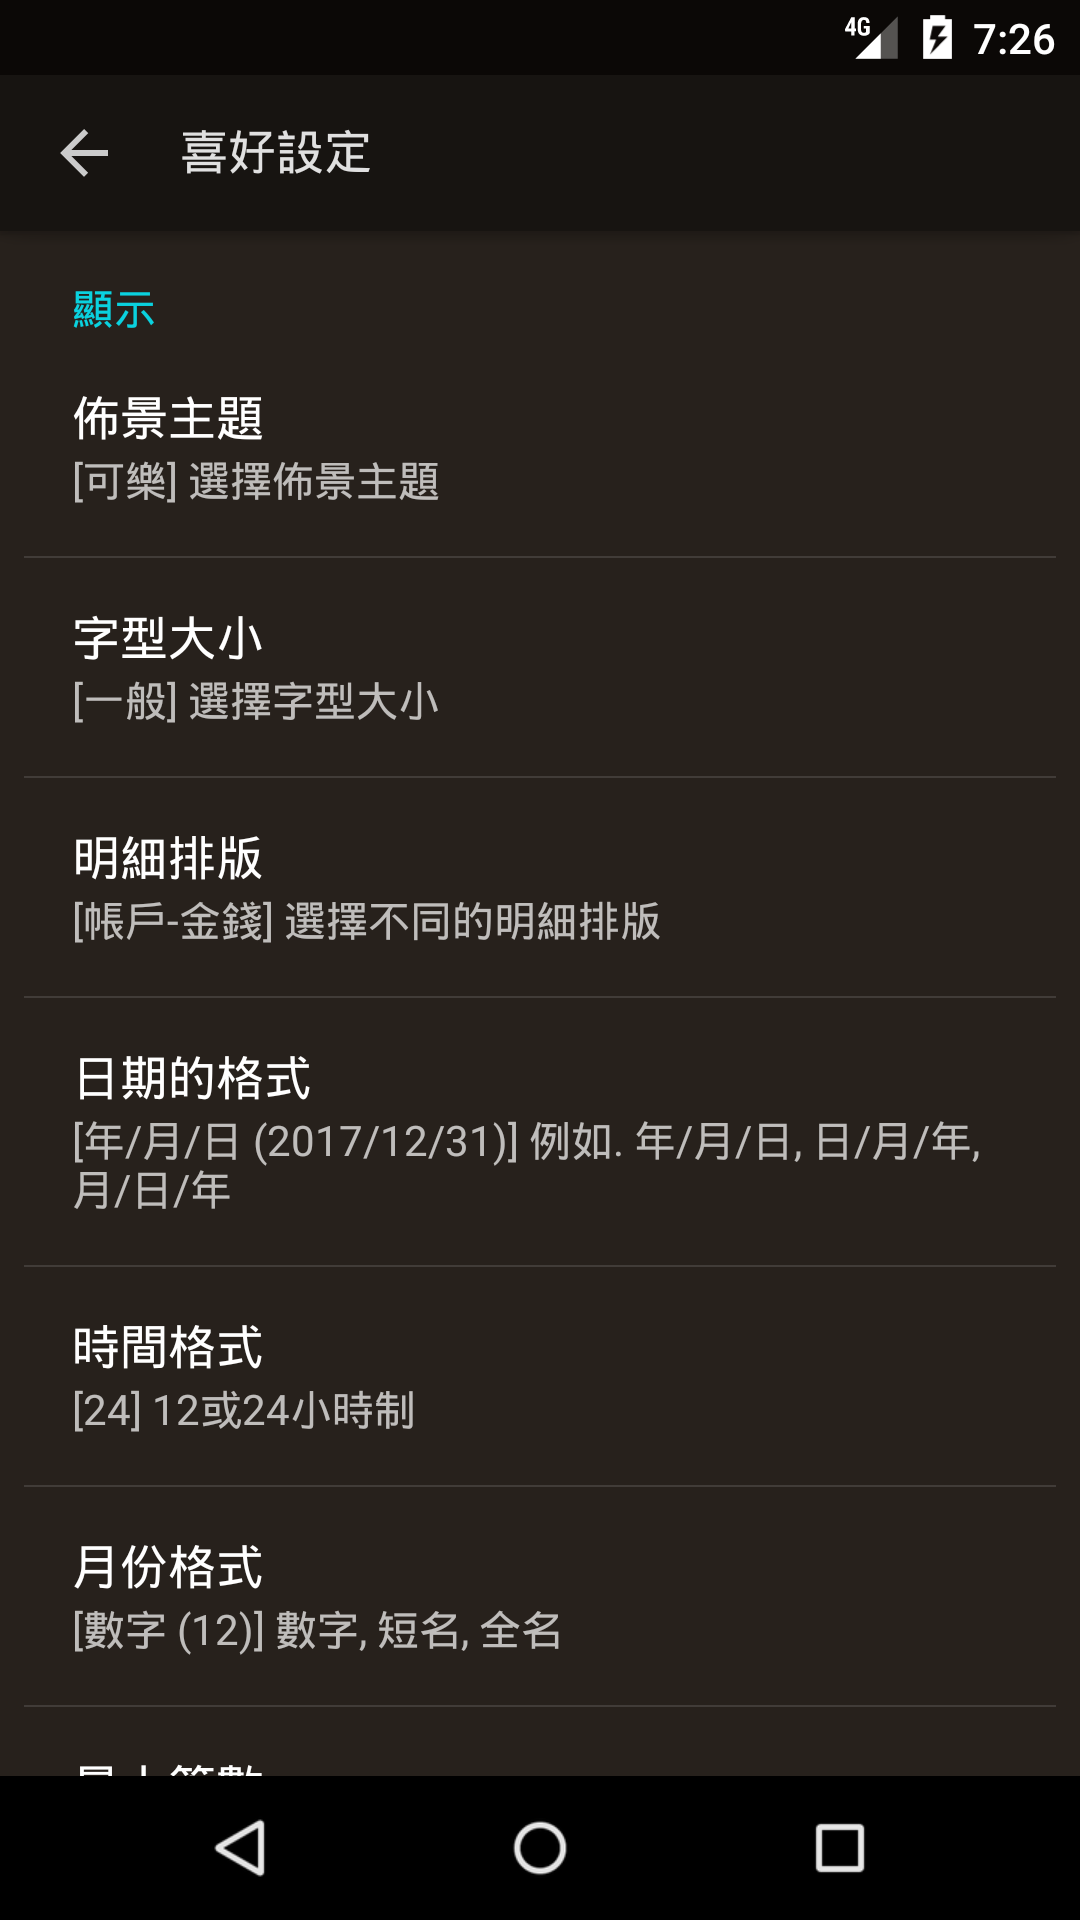 4G 7:26
喜好設定
顯示
佈景主題
[可樂] 選擇佈景主題
字型大小
[一般] 選擇字型大小
明細排版
[帳戶-金錢] 選擇不同的明細排版
日期的格式
[年/月/日 (2017/12/31)] 例如. 年/月/日, 日/月/年,
月/日/年
時間格式
[24] 12或24小時制
月份格式
[數字 (12)] 數字, 短名, 全名